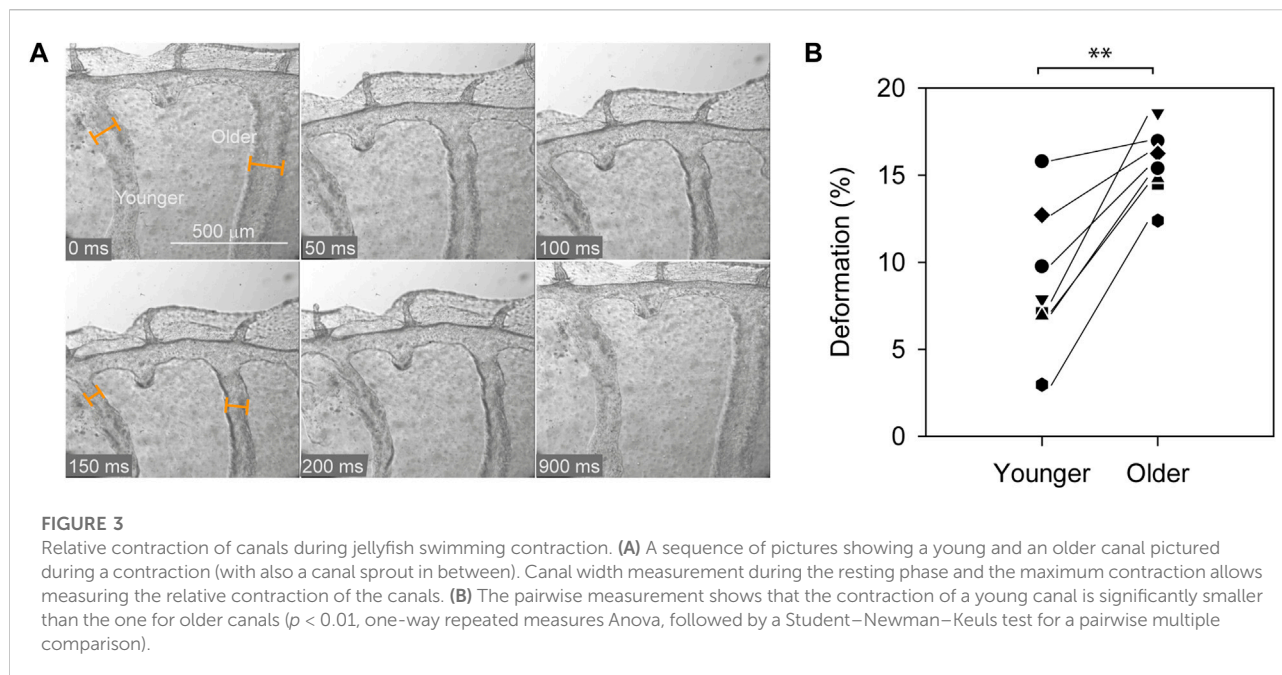 A
Older
Younger
500 μm
0 ms
50 ms
100 ms
150 ms
200 ms
900 ms
B
**
20
15
10
5
0
Deformation (%)
Younger Older
FIGURE 3
Relative contraction of canals during jellyfish swimming contraction. (A) A sequence of pictures showing a young and an older canal pictured
during a contraction (with also a canal sprout in between). Canal width measurement during the resting phase and the maximum contraction allows
measuring the relative contraction of the canals. (B) The pairwise measurement shows that the contraction of a young canal is significantly smaller
than the one for older canals (p < 0.01, one-way repeated measures Anova, followed by a Student–Newman–Keuls test for a pairwise multiple
comparison).